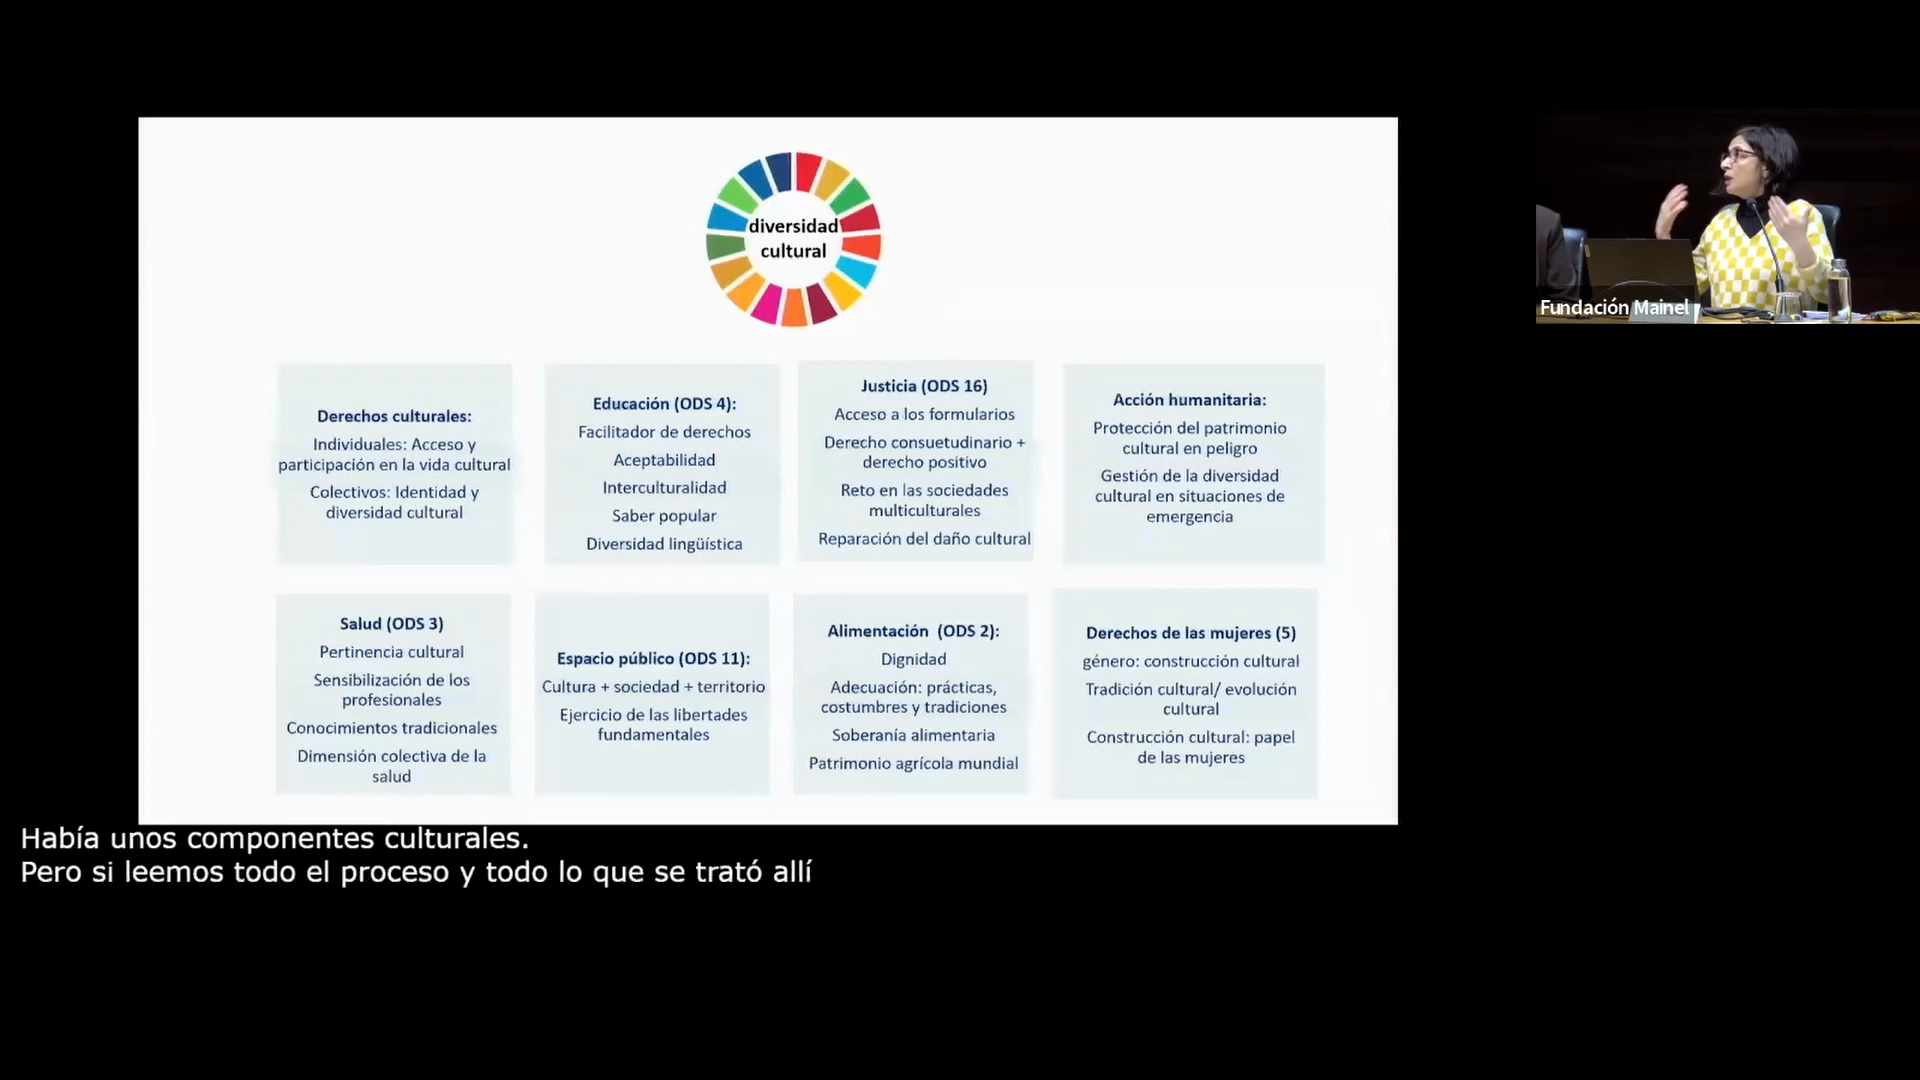 diversidad
cultural
Derechos culturales:
Individuales: Acceso y
participación en la vida cultural
Colectivos: Identidad y
diversidad cultural
Educación (ODS 4):
Facilitador de derechos
Aceptabilidad
Interculturalidad
Saber popular
Diversidad lingüística
Justicia (ODS 16)
Acceso a los formularios
Derecho consuetudinario +
derecho positivo
Reto en las sociedades
multiculturales
Reparación del daño cultural
Acción humanitaria:
Protección del patrimonio
cultural en peligro
Gestión de la diversidad
cultural en situaciones de
emergencia
Salud (ODS 3)
Pertinencia cultural
Sensibilización de los
profesionales
Conocimientos tradicionales
Dimensión colectiva de la
salud
Espacio público (ODS 11):
Cultura + sociedad + territorio
Ejercicio de las libertades
fundamentales
Alimentación  (ODS 2):
Dignidad
Adecuación: prácticas,
costumbres y tradiciones
Soberanía alimentaria
Patrimonio agrícola mundial
Derechos de las mujeres (5)
género: construcción cultural
Tradición cultural/ evolución
cultural
Construcción cultural: papel
de las mujeres
Fundación Mainel
Había unos componentes culturales.
Pero si leemos todo el proceso y todo lo que se trató allí